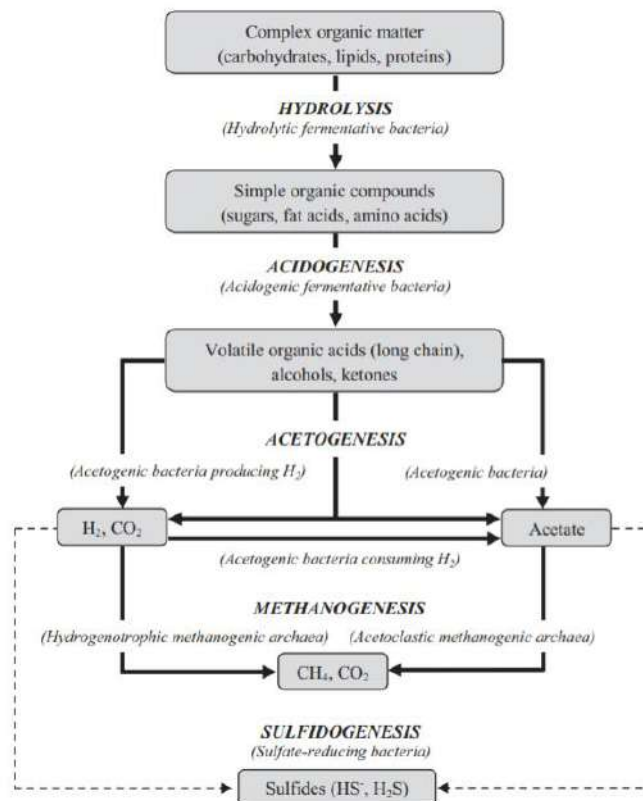 Complex organic matter
(carbohydrates, lipids, proteins)
HYDROLYSIS
(Hydrolytic fermentative bacteria)
Simple organic compounds
(sugars, fat acids, amino acids)
ACIDOGENESIS
(Acidogenic fermentative bacteria)
Volatile organic acids (long chain),
alcohols, ketones
ACETOGENESIS
(Acetogenic bacteria producing H₂)
(Acetogenic bacteria)
H₂, CO₂
Acetate
(Acetogenic bacteria consuming H₂)
METHANOGENESIS
(Hydrogenotrophic methanogenic archaea)
(Acetoclastic methanogenic archaea)
CH₄, CO₂
SULFIDOGENESIS
(Sulfate-reducing bacteria)
Sulfides (HS⁻, H₂S)